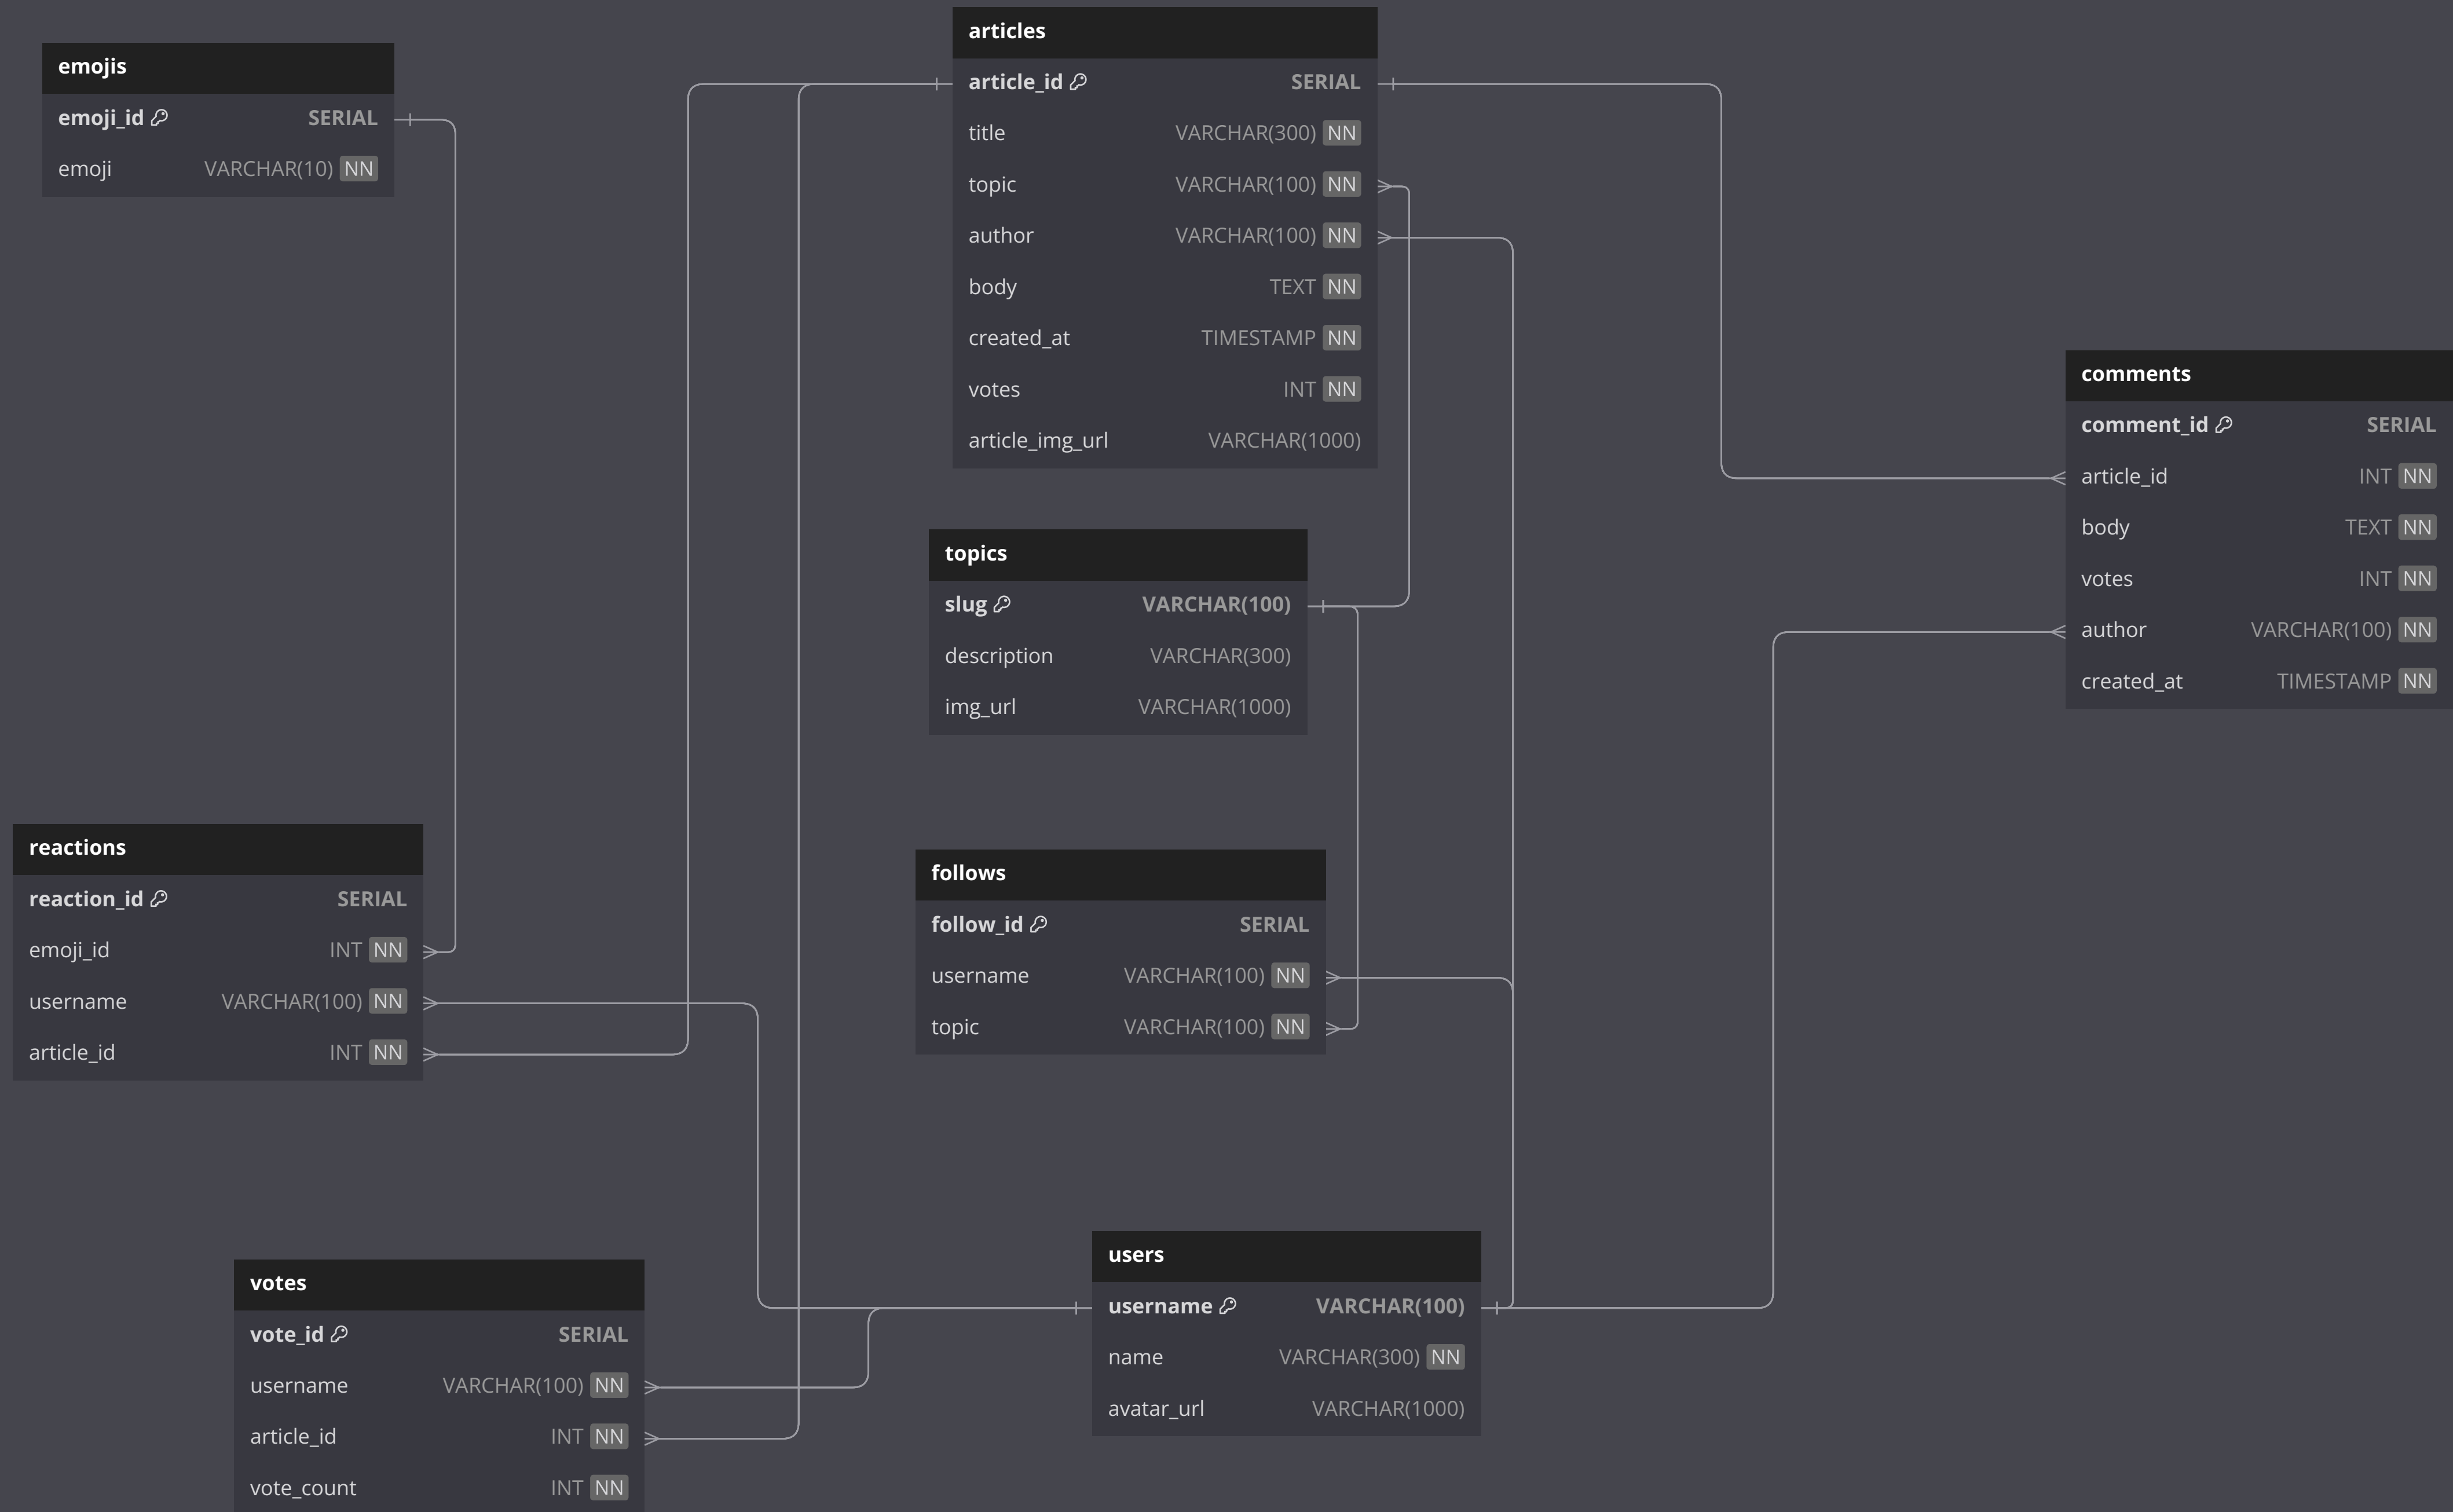 emojis
emoji_id SERIAL
emoji VARCHAR(10) NN
articles
article_id SERIAL
title VARCHAR(300) NN
topic VARCHAR(100) NN
author VARCHAR(100) NN
body TEXT NN
created_at TIMESTAMP NN
votes INT NN
article_img_url VARCHAR(1000)
comments
comment_id SERIAL
article_id INT NN
body TEXT NN
votes INT NN
author VARCHAR(100) NN
created_at TIMESTAMP NN
topics
slug VARCHAR(100)
description VARCHAR(300)
img_url VARCHAR(1000)
reactions
reaction_id SERIAL
emoji_id INT NN
username VARCHAR(100) NN
article_id INT NN
follows
follow_id SERIAL
username VARCHAR(100) NN
topic VARCHAR(100) NN
votes
vote_id SERIAL
username VARCHAR(100) NN
article_id INT NN
vote_count INT NN
users
username VARCHAR(100)
name VARCHAR(300) NN
avatar_url VARCHAR(1000)